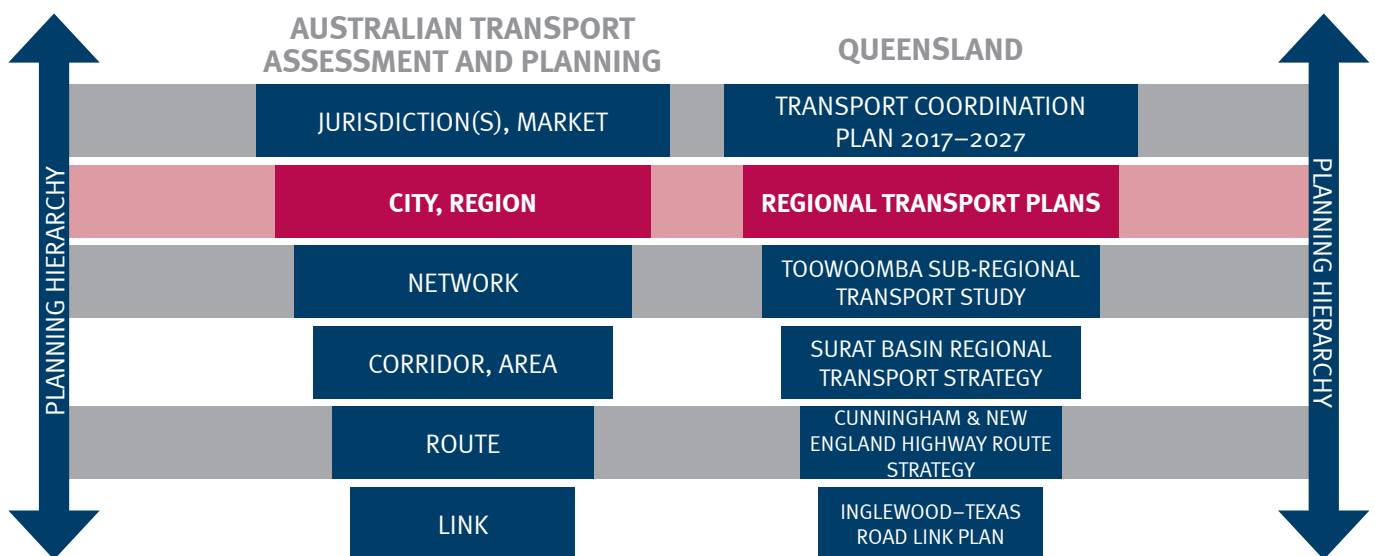 AUSTRALIAN TRANSPORT
ASSESSMENT AND PLANNING
QUEENSLAND
PLANNING HIERARCHY
JURISDICTION(S), MARKET
TRANSPORT COORDINATION
PLAN 2017–2027
CITY, REGION
REGIONAL TRANSPORT PLANS
NETWORK
TOOWOOMBA SUB-REGIONAL
TRANSPORT STUDY
CORRIDOR, AREA
SURAT BASIN REGIONAL
TRANSPORT STRATEGY
ROUTE
CUNNINGHAM & NEW
ENGLAND HIGHWAY ROUTE
STRATEGY
LINK
INGLEWOOD–TEXAS
ROAD LINK PLAN
PLANNING HIERARCHY